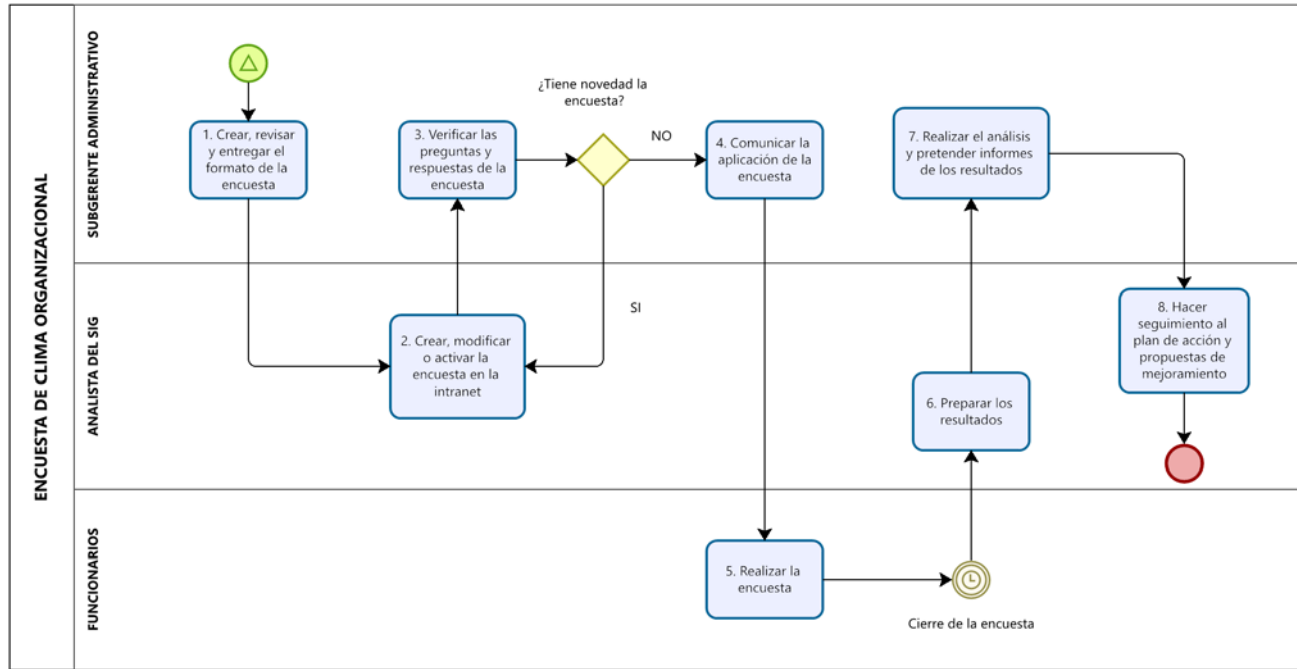 ENCUESTA DE CLIMA ORGANIZACIONAL
SUBGERENTE ADMINISTRATIVO
1. Crear, revisar
y entregar el
formato de la
encuesta
3. Verificar las
preguntas y
respuestas de la
encuesta
¿Tiene novedad la
encuesta?
NO
SI
4. Comunicar la
aplicación de la
encuesta
7. Realizar el análisis
y pretender informes
de los resultados
ANALISTA DEL SIG
2. Crear, modificar
o activar la
encuesta en la
intranet
6. Preparar los
resultados
8. Hacer
seguimiento al
plan de acción y
propuestas de
mejoramiento
FUNCIONARIOS
5. Realizar la
encuesta
Cierre de la encuesta